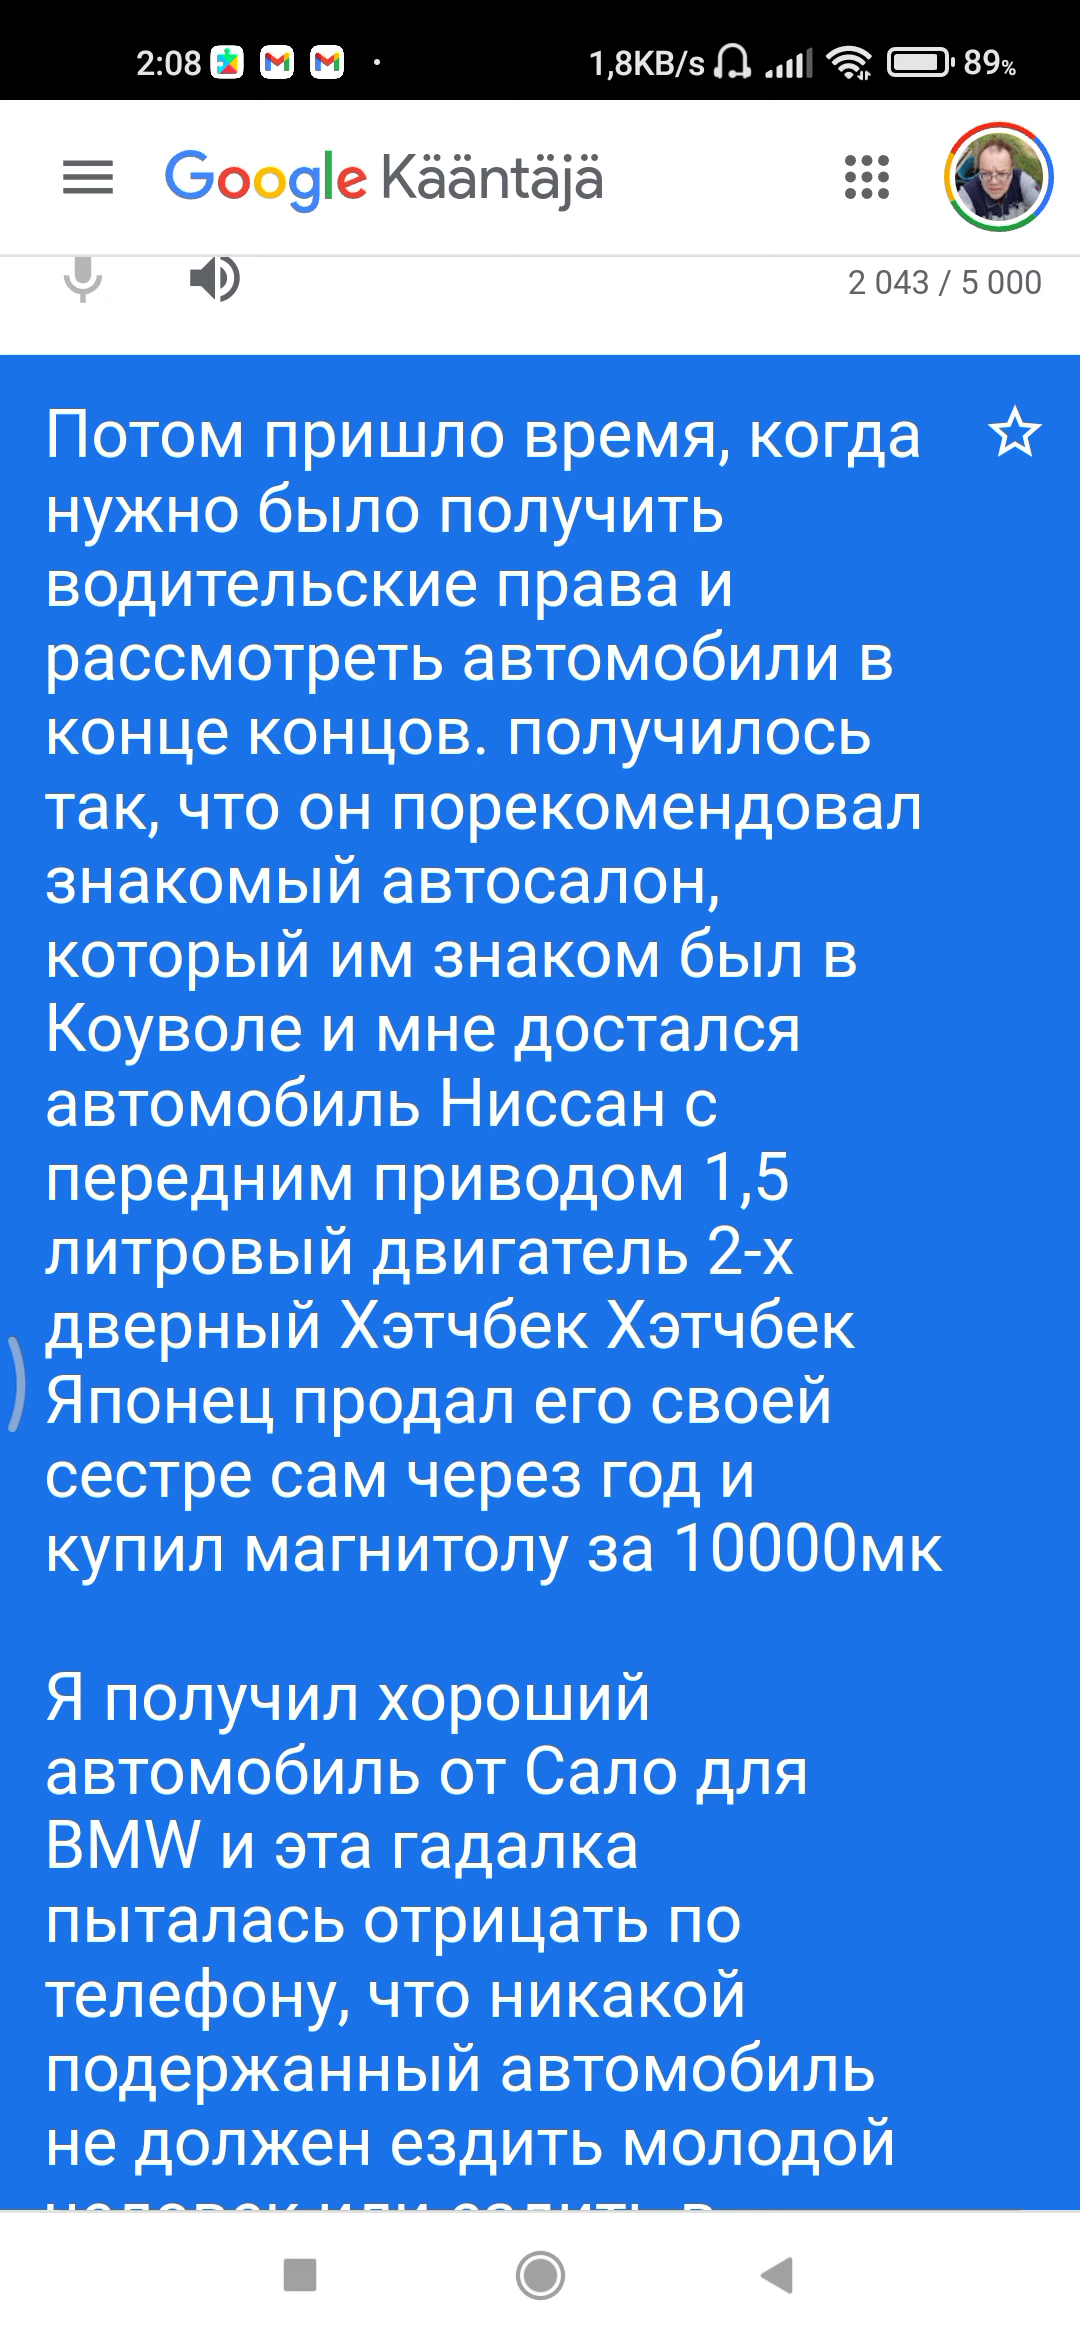 2:08 1,8KB/s 89%
Google Kääntäjä
2 043 / 5 000
Потом пришло время, когда
нужно было получить
водительские права и
рассмотреть автомобили в
конце концов. получилось
так, что он порекомендовал
знакомый автосалон,
который им знаком был в
Коуволе и мне достался
автомобиль Ниссан с
передним приводом 1,5
литровый двигатель 2-х
дверный Хэтчбек Хэтчбек
Японец продал его своей
сестре сам через год и
купил магнитолу за 10000мк
Я получил хороший
автомобиль от Сало для
BMW и эта гадалка
пыталась отрицать по
телефону, что никакой
подержанный автомобиль
не должен ездить молодой